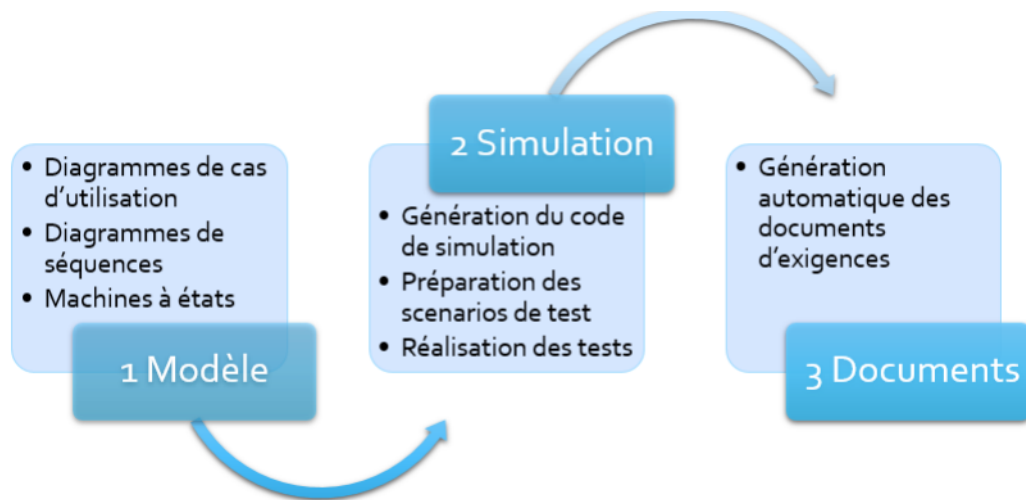 • Diagrammes de cas
d'utilisation
• Diagrammes de
séquences
• Machines à états
1 Modèle
2 Simulation
• Génération du code
de simulation
• Préparation des
scenarios de test
• Réalisation des tests
• Génération
automatique des
documents
d'exigences
3 Documents